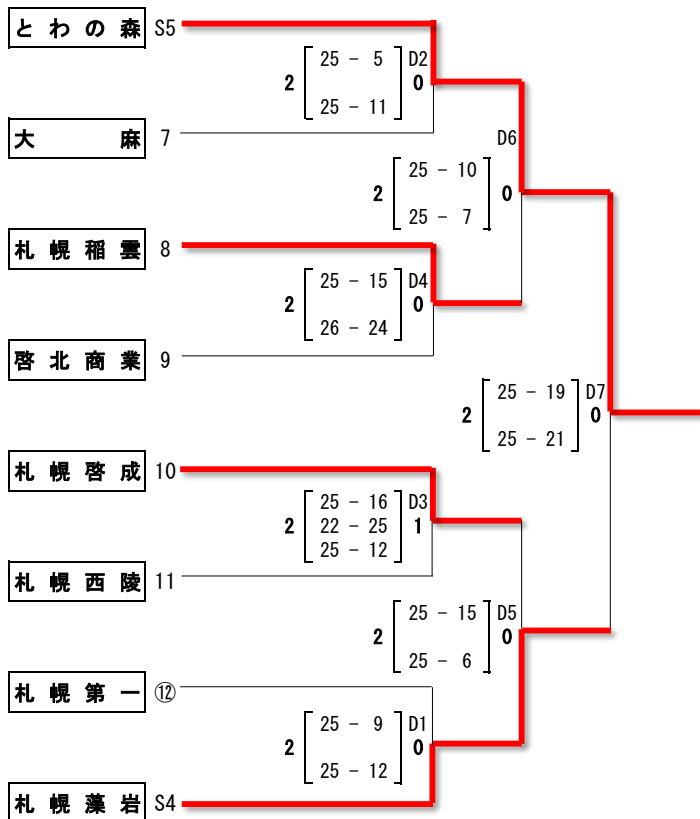 とわの森 S5
25 - 5 D2
2 0
25 - 11
大麻 7
D6
25 - 10
2 0
25 - 7
札幌稲雲 8
25 - 15 D4
2 0
26 - 24
啓北商業 9
25 - 19 D7
2 0
25 - 21
札幌啓成 10
25 - 16 D3
2 22 - 25 1
25 - 12
札幌西陵 11
25 - 15 D5
2 0
25 - 6
札幌第一 ⑫
25 - 9 D1
2 0
25 - 12
札幌藻岩 S4